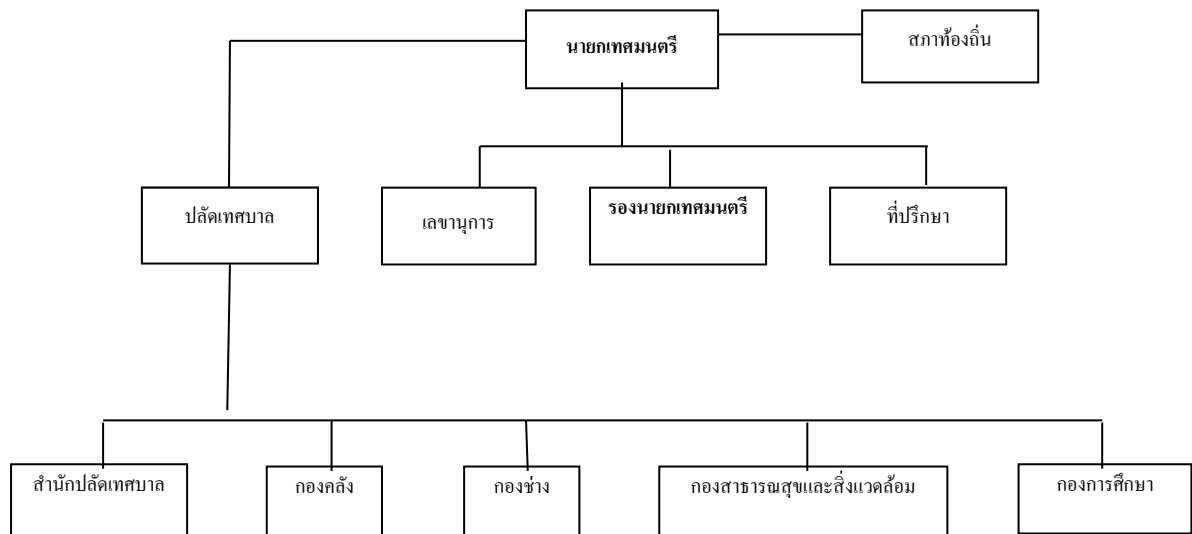 นายกเทศมนตรี
สภาท้องถิ่น
ปลัดเทศบาล
เลขานุการ
รองนายกเทศมนตรี
ที่ปรึกษา
สำนักปลัดเทศบาล
กองคลัง
กองช่าง
กองสาธารณสุขและสิ่งแวดล้อม
กองการศึกษา